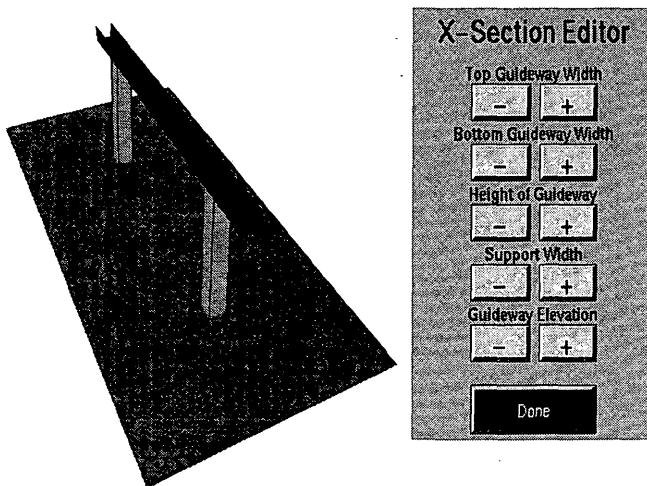 X-Section Editor
Top Guideway Width
- +
Bottom Guideway Width
- +
Height of Guideway
- +
Support Width
- +
Guideway Elevation
- +
Done